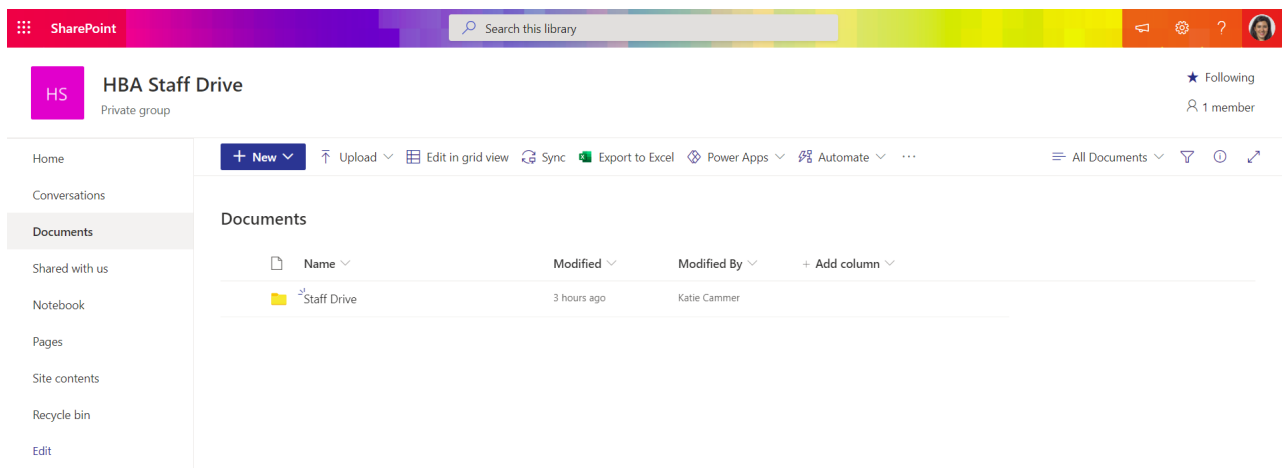 SharePoint
Search this library
?
HS
HBA Staff Drive
Private group
Following
1 member
Home
Conversations
Documents
Shared with us
Notebook
Pages
Site contents
Recycle bin
Edit
+ New
Upload
Edit in grid view
Sync
Export to Excel
Power Apps
Automate
...
All Documents
Documents
Name
Modified
Modified By
+ Add column
Staff Drive
3 hours ago
Katie Cammer